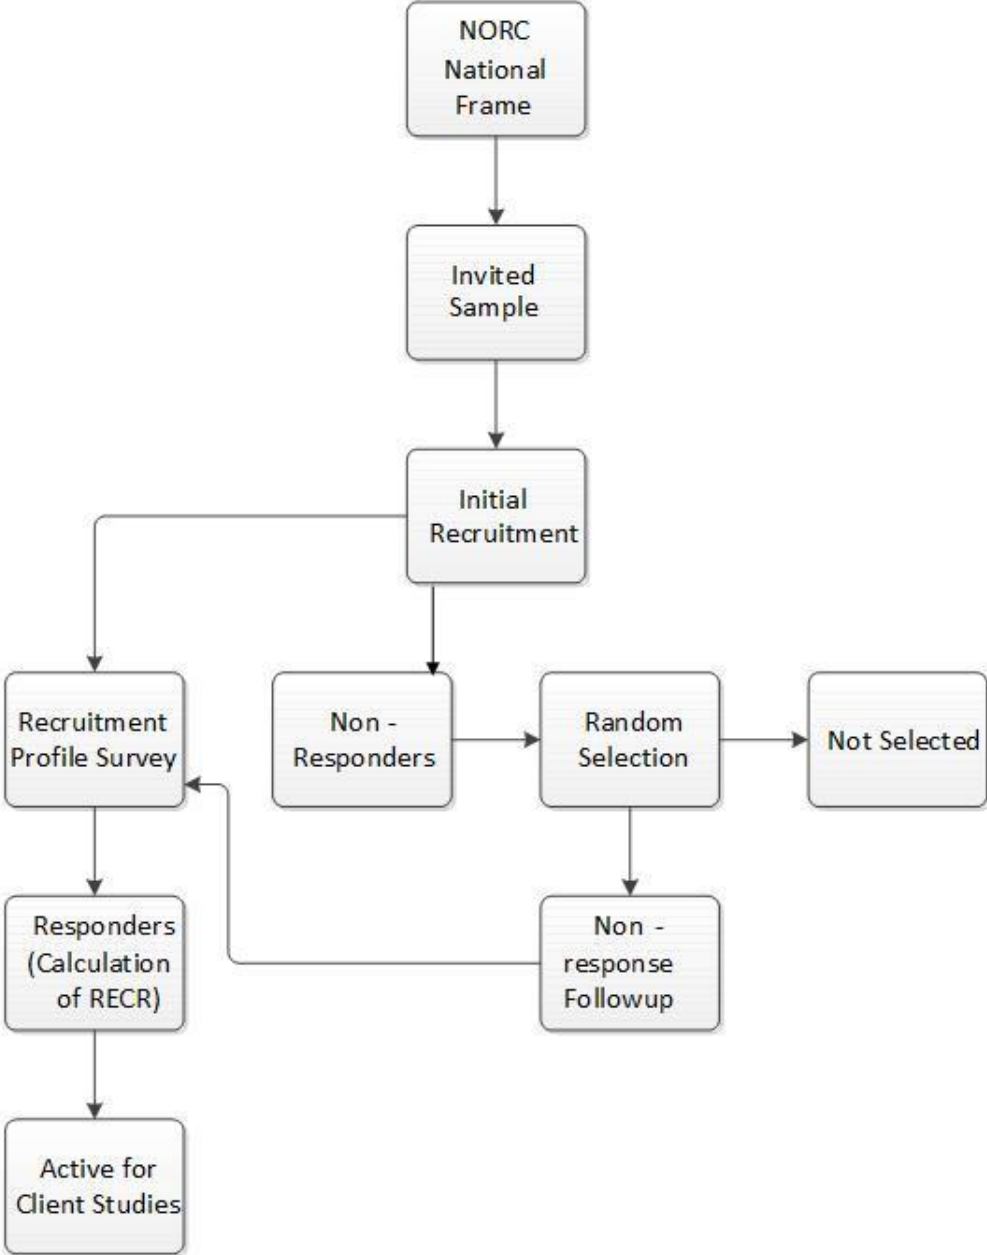 NORC
National
Frame
Invited
Sample
Initial
Recruitment
Recruitment
Profile Survey
Non -
Responders
Random
Selection
Not Selected
Responders
(Calculation
of RECR)
Non -
response
Followup
Active for
Client Studies